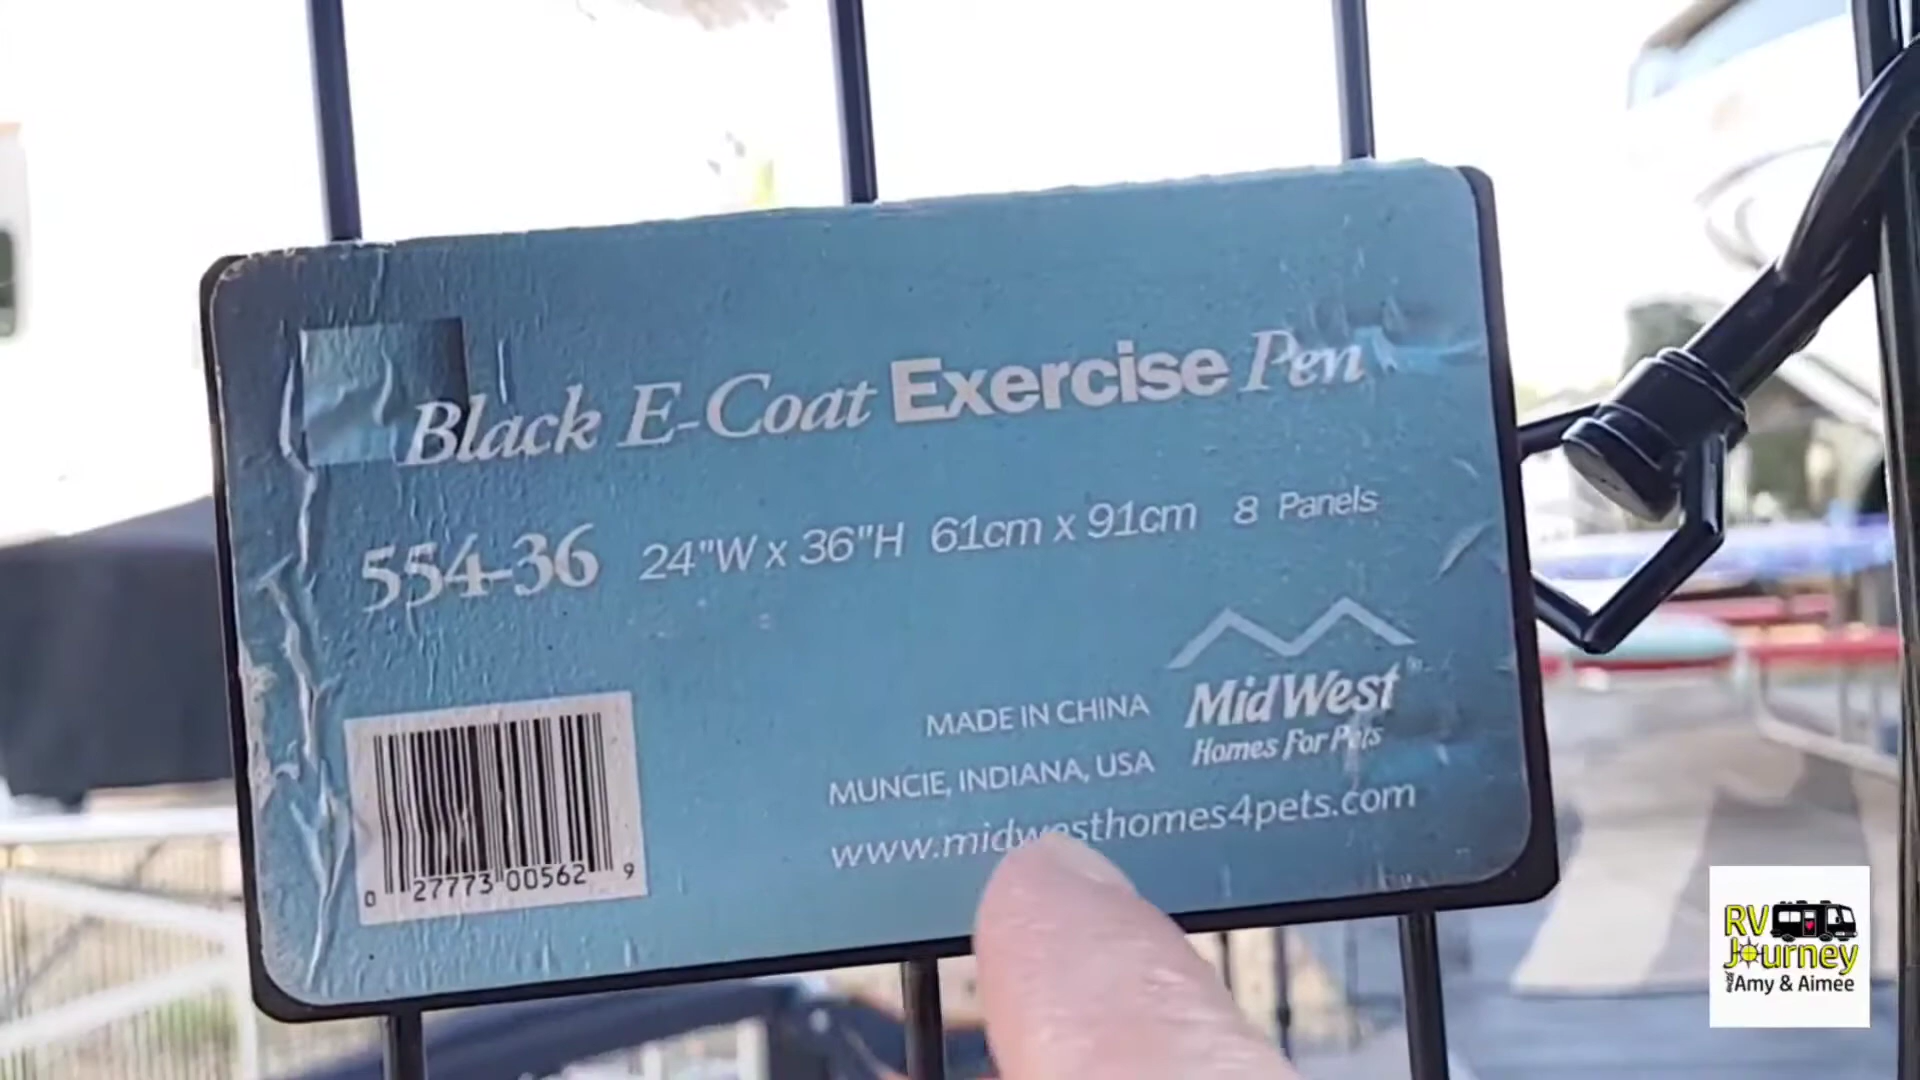 Black E-Coat Exercise Pen
554-36 24"W x 36"H 61cm x 91cm 8 Panels
MidWest
Homes For Pets
MADE IN CHINA
MUNCIE, INDIANA, USA
www.midwesthomes4pets.com
0 27773 00562 9
RV
Journey
with Amy & Aimee